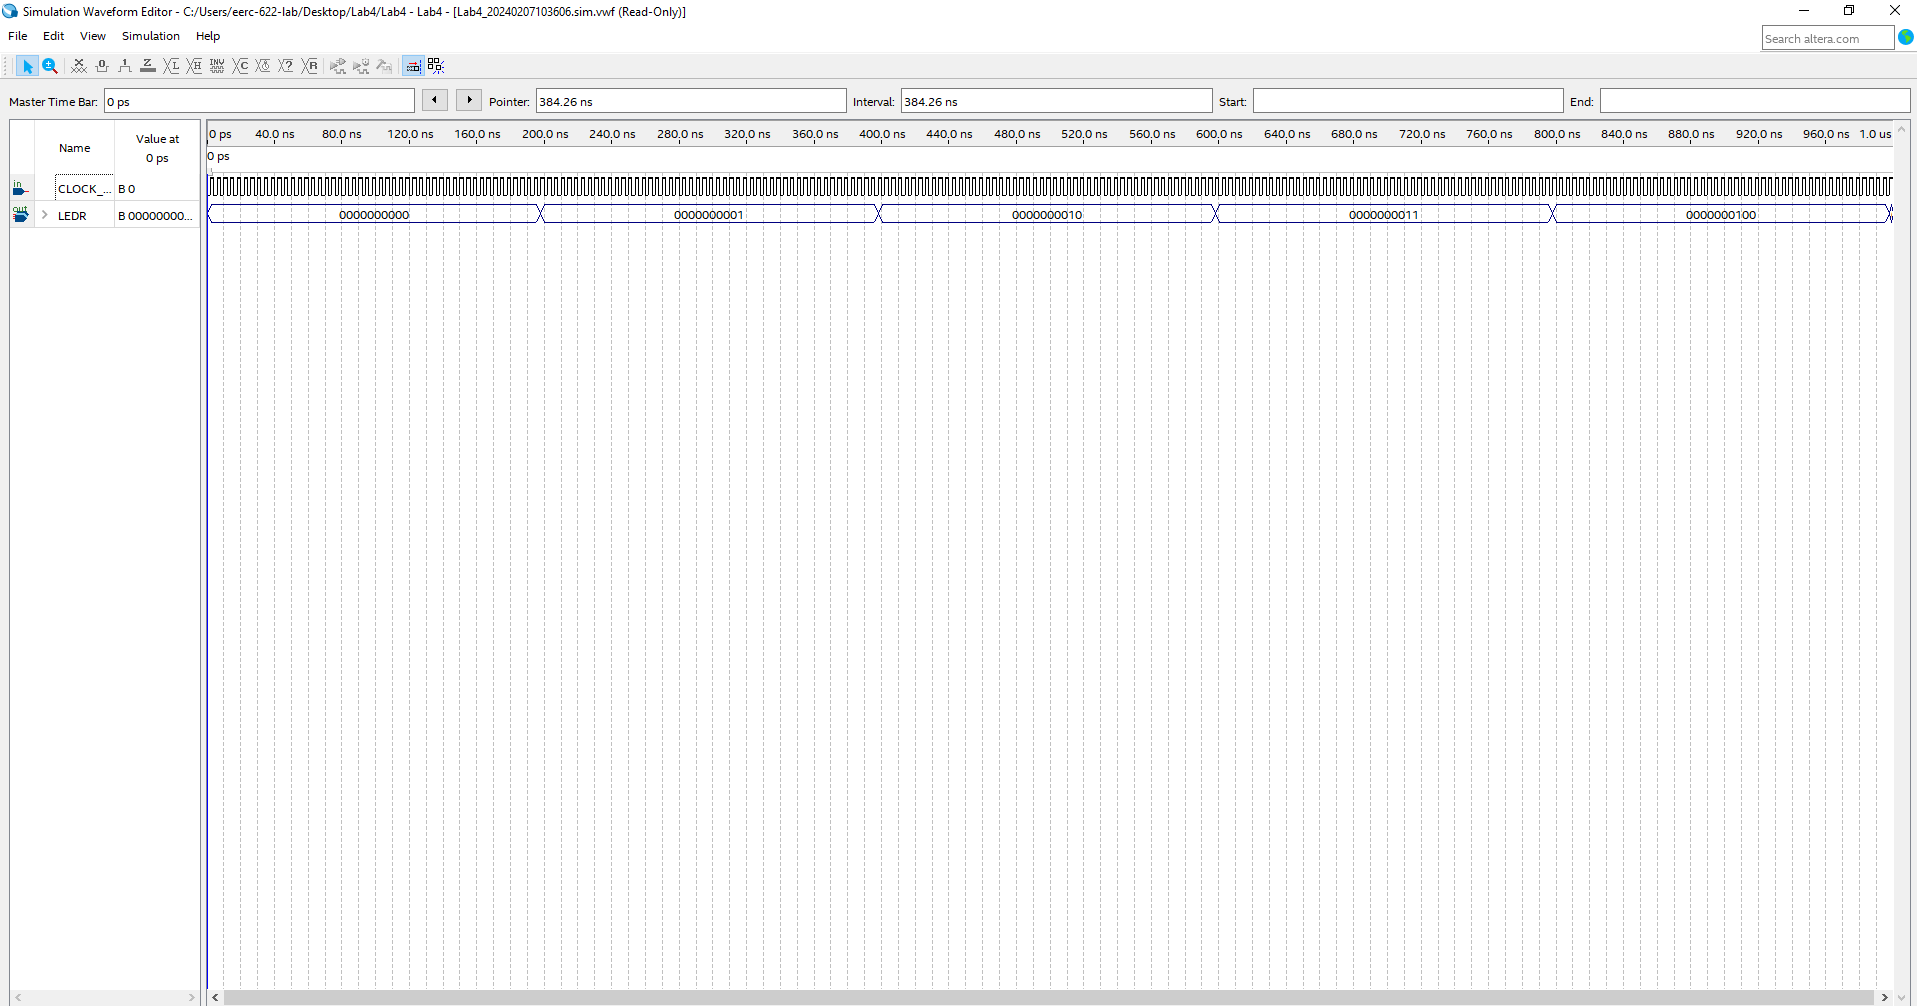 Simulation Waveform Editor - C:/Users/eerc-622-lab/Desktop/Lab4/Lab4 - Lab4 - [Lab4_20240207103606.sim.vwf (Read-Only)]
File Edit View Simulation Help
Search altera.com
Master Time Bar: 0 ps Pointer: 384.26 ns Interval: 384.26 ns Start: End:
Name Value at 0 ps
0 ps 40.0 ns 80.0 ns 120.0 ns 160.0 ns 200.0 ns 240.0 ns 280.0 ns 320.0 ns 360.0 ns 400.0 ns 440.0 ns 480.0 ns 520.0 ns 560.0 ns 600.0 ns 640.0 ns 680.0 ns 720.0 ns 760.0 ns 800.0 ns 840.0 ns 880.0 ns 920.0 ns 960.0 ns 1.0 us
0 ps
in CLOCK_... B 0
out LEDR B 00000000... 0000000000 0000000001 0000000010 0000000011 0000000100